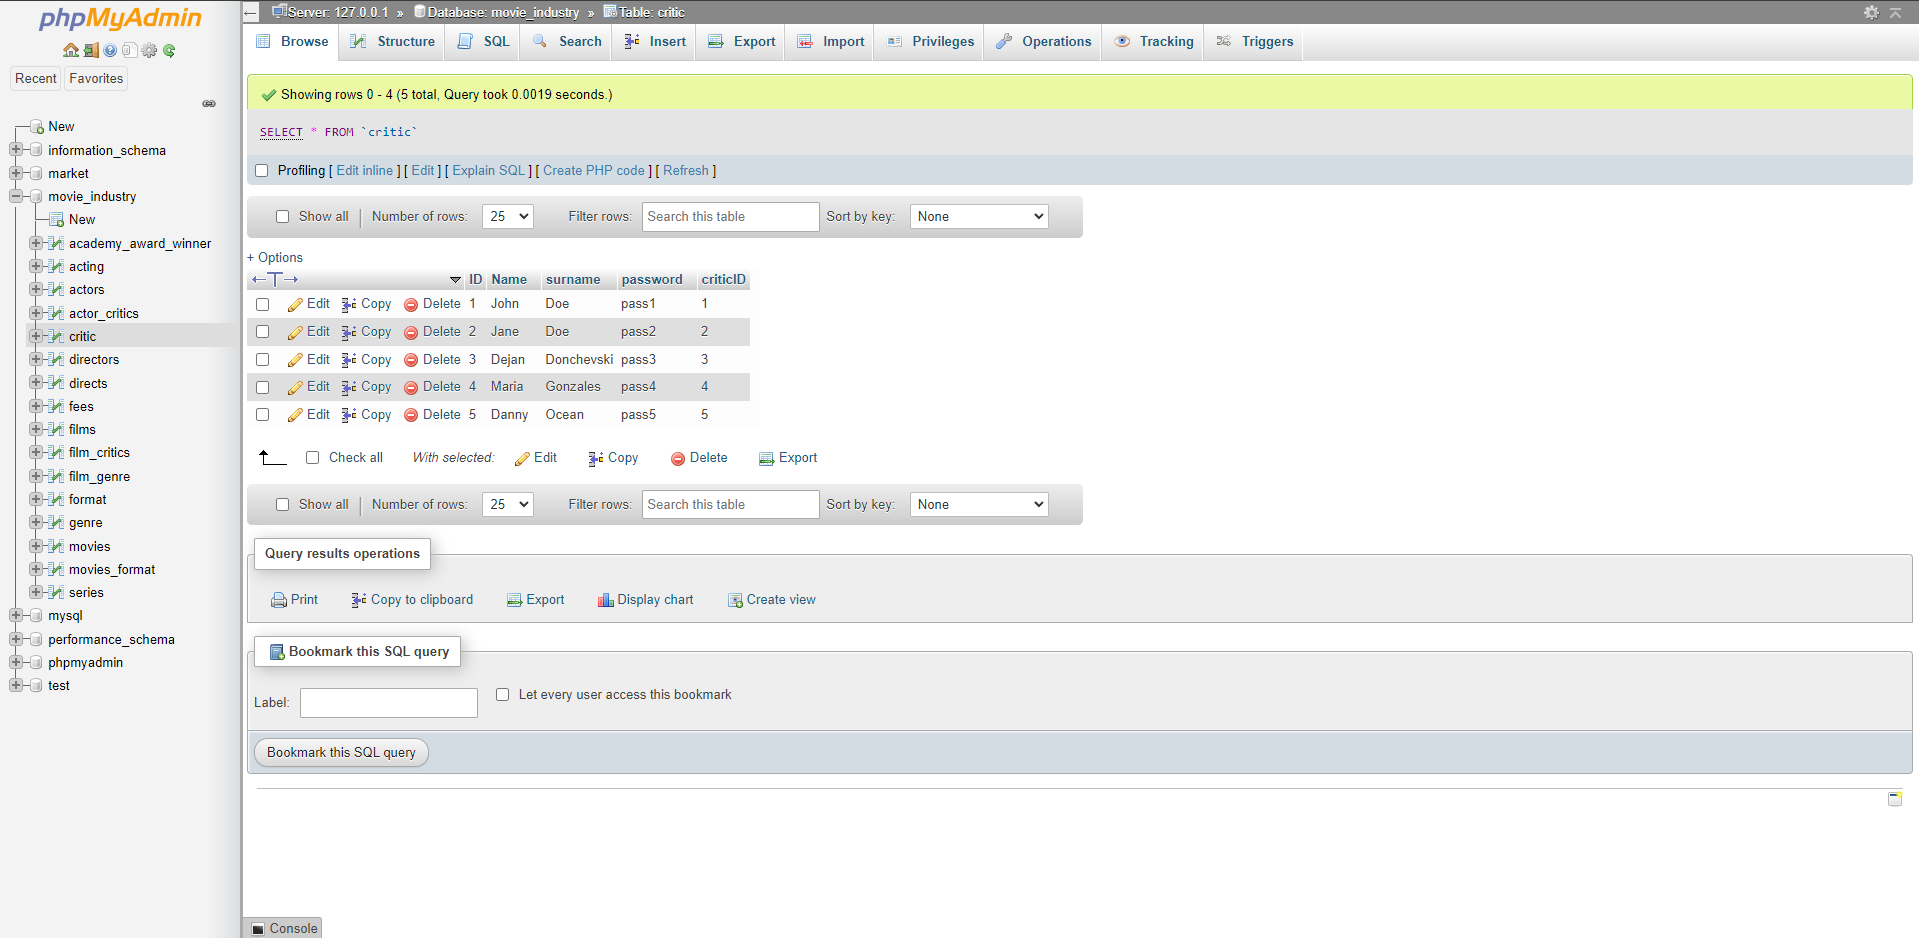 phpMyAdmin
Recent Favorites
New
information_schema
market
movie_industry
New
academy_award_winner
acting
actors
actor_critics
critic
directors
directs
fees
films
film_critics
film_genre
format
genre
movies
movies_format
series
mysql
performance_schema
phpmyadmin
test
Server: 127.0.0.1 » Database: movie_industry » Table: critic
Browse Structure SQL Search Insert Export Import Privileges Operations Tracking Triggers
Showing rows 0 - 4 (5 total, Query took 0.0019 seconds.)
SELECT * FROM `critic`
Profiling [ Edit inline ] [ Edit ] [ Explain SQL ] [ Create PHP code ] [ Refresh ]
Show all Number of rows: 25 Filter rows: Search this table Sort by key: None
+ Options
←T→ ID Name surname password criticID
Edit Copy Delete 1 John Doe pass1 1
Edit Copy Delete 2 Jane Doe pass2 2
Edit Copy Delete 3 Dejan Donchevski pass3 3
Edit Copy Delete 4 Maria Gonzales pass4 4
Edit Copy Delete 5 Danny Ocean pass5 5
Check all With selected: Edit Copy Delete Export
Show all Number of rows: 25 Filter rows: Search this table Sort by key: None
Query results operations
Print Copy to clipboard Export Display chart Create view
Bookmark this SQL query
Label: Let every user access this bookmark
Bookmark this SQL query
Console